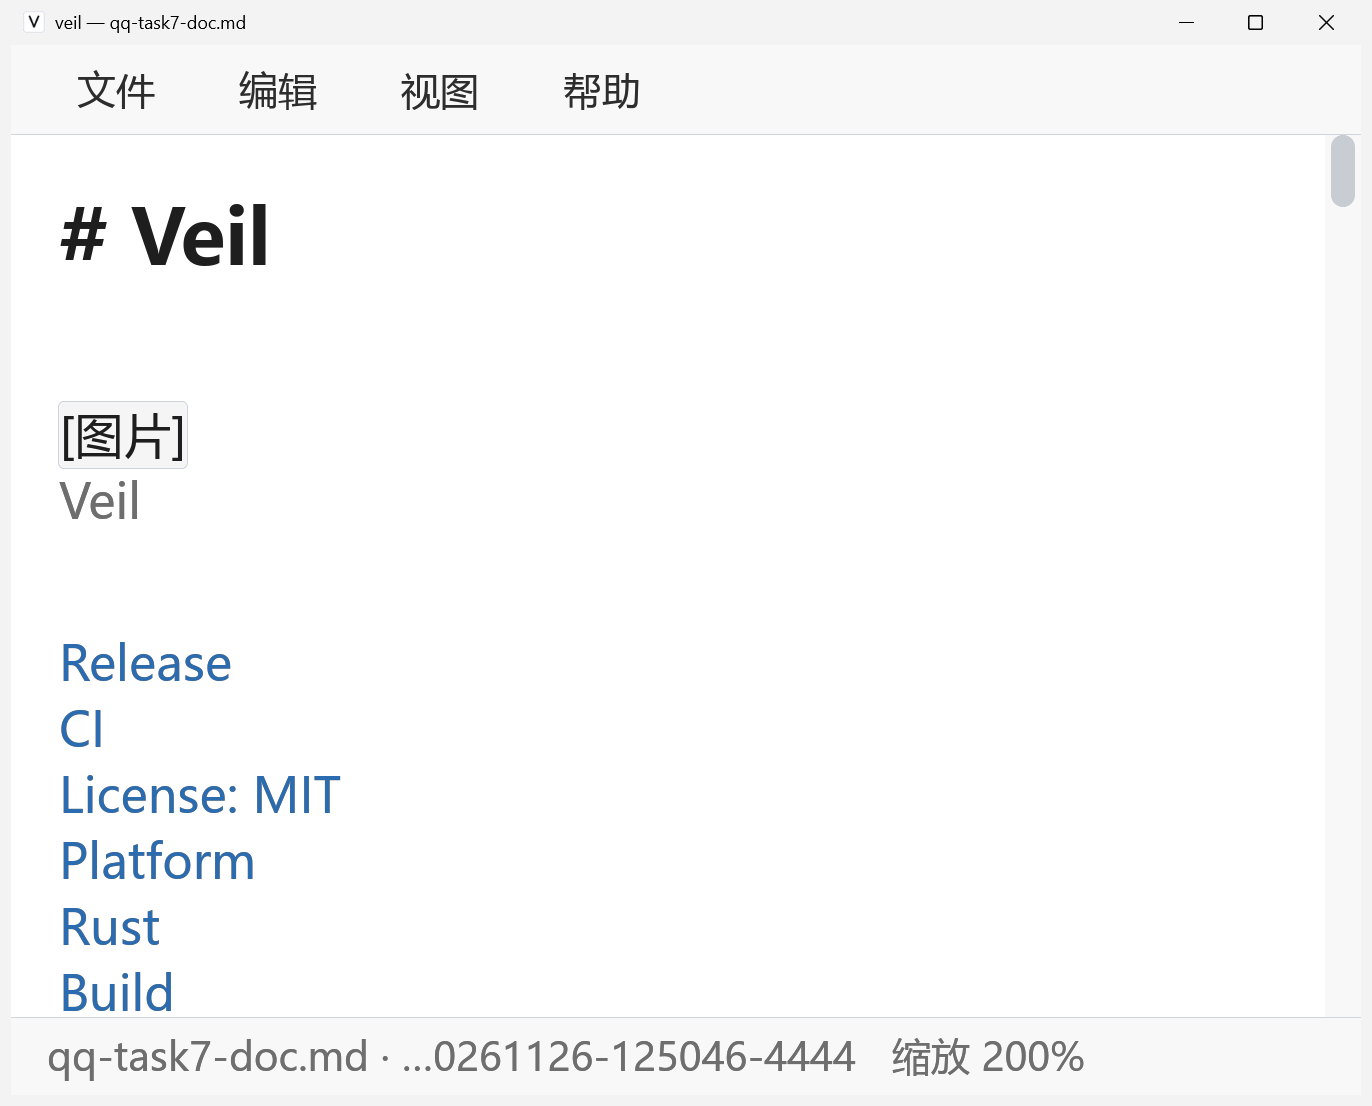 V veil — qq-task7-doc.md
文件 编辑 视图 帮助
# Veil
[图片]
Veil
Release
CI
License: MIT
Platform
Rust
Build
qq-task7-doc.md · ...0261126-125046-4444 缩放 200%